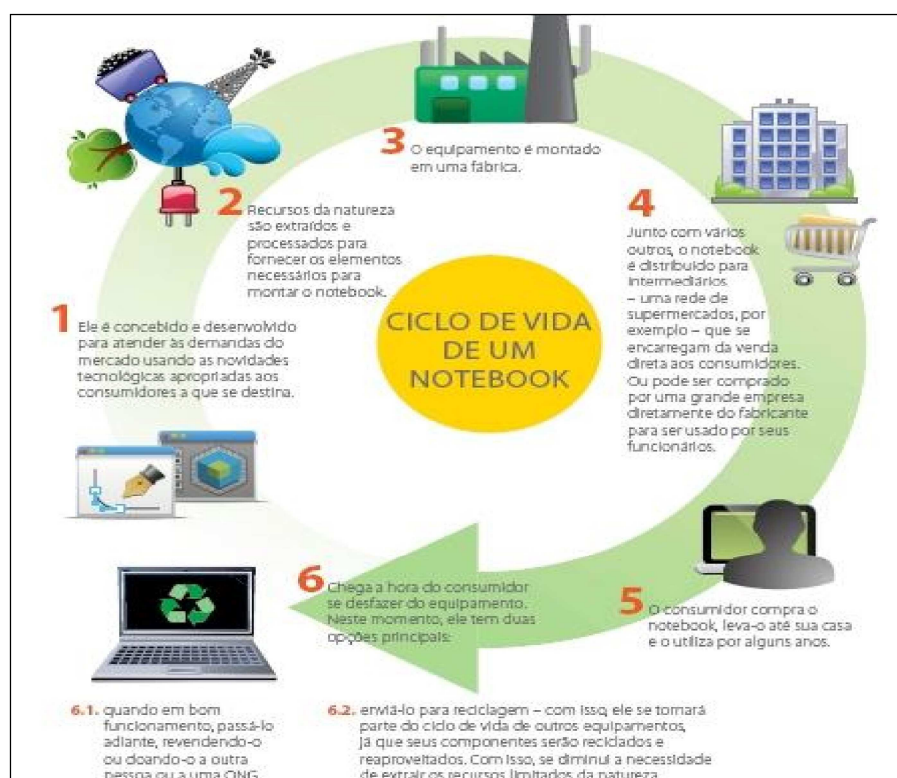 CICLO DE VIDA
DE UM
NOTEBOOK
1 Ele é concebido e desenvolvido
para atender às demandas do
mercado usando as novidades
tecnológicas apropriadas aos
consumidores a que se destina.
2 Recursos da natureza
são extraídos e
processados para
fornecer os elementos
necessários para
montar o notebook.
3 O equipamento é montado
em uma fábrica.
4
Junto com vários
outros, o notebook
é distribuído para
intermediários
– uma rede de
supermercados, por
exemplo – que se
encarregam da venda
direta aos consumidores.
Ou pode ser comprado
por uma grande empresa
diretamente do fabricante
para ser usado por seus
funcionários.
5 O consumidor compra o
notebook, leva-o até sua casa
e o utiliza por alguns anos.
6 Chega a hora do consumidor
se desfazer do equipamento.
Neste momento, ele tem duas
opções principais:
6.1. quando em bom
funcionamento, passá-lo
adiante, revendendo-o
ou doando-o a outra
pessoa ou a uma ONG
6.2. enviá-lo para reciclagem – com isso, ele se tornará
parte do ciclo de vida de outros equipamentos,
já que seus componentes serão reciclados e
reaproveitados. Com isso, se diminui a necessidade
de extrair os recursos limitados da natureza